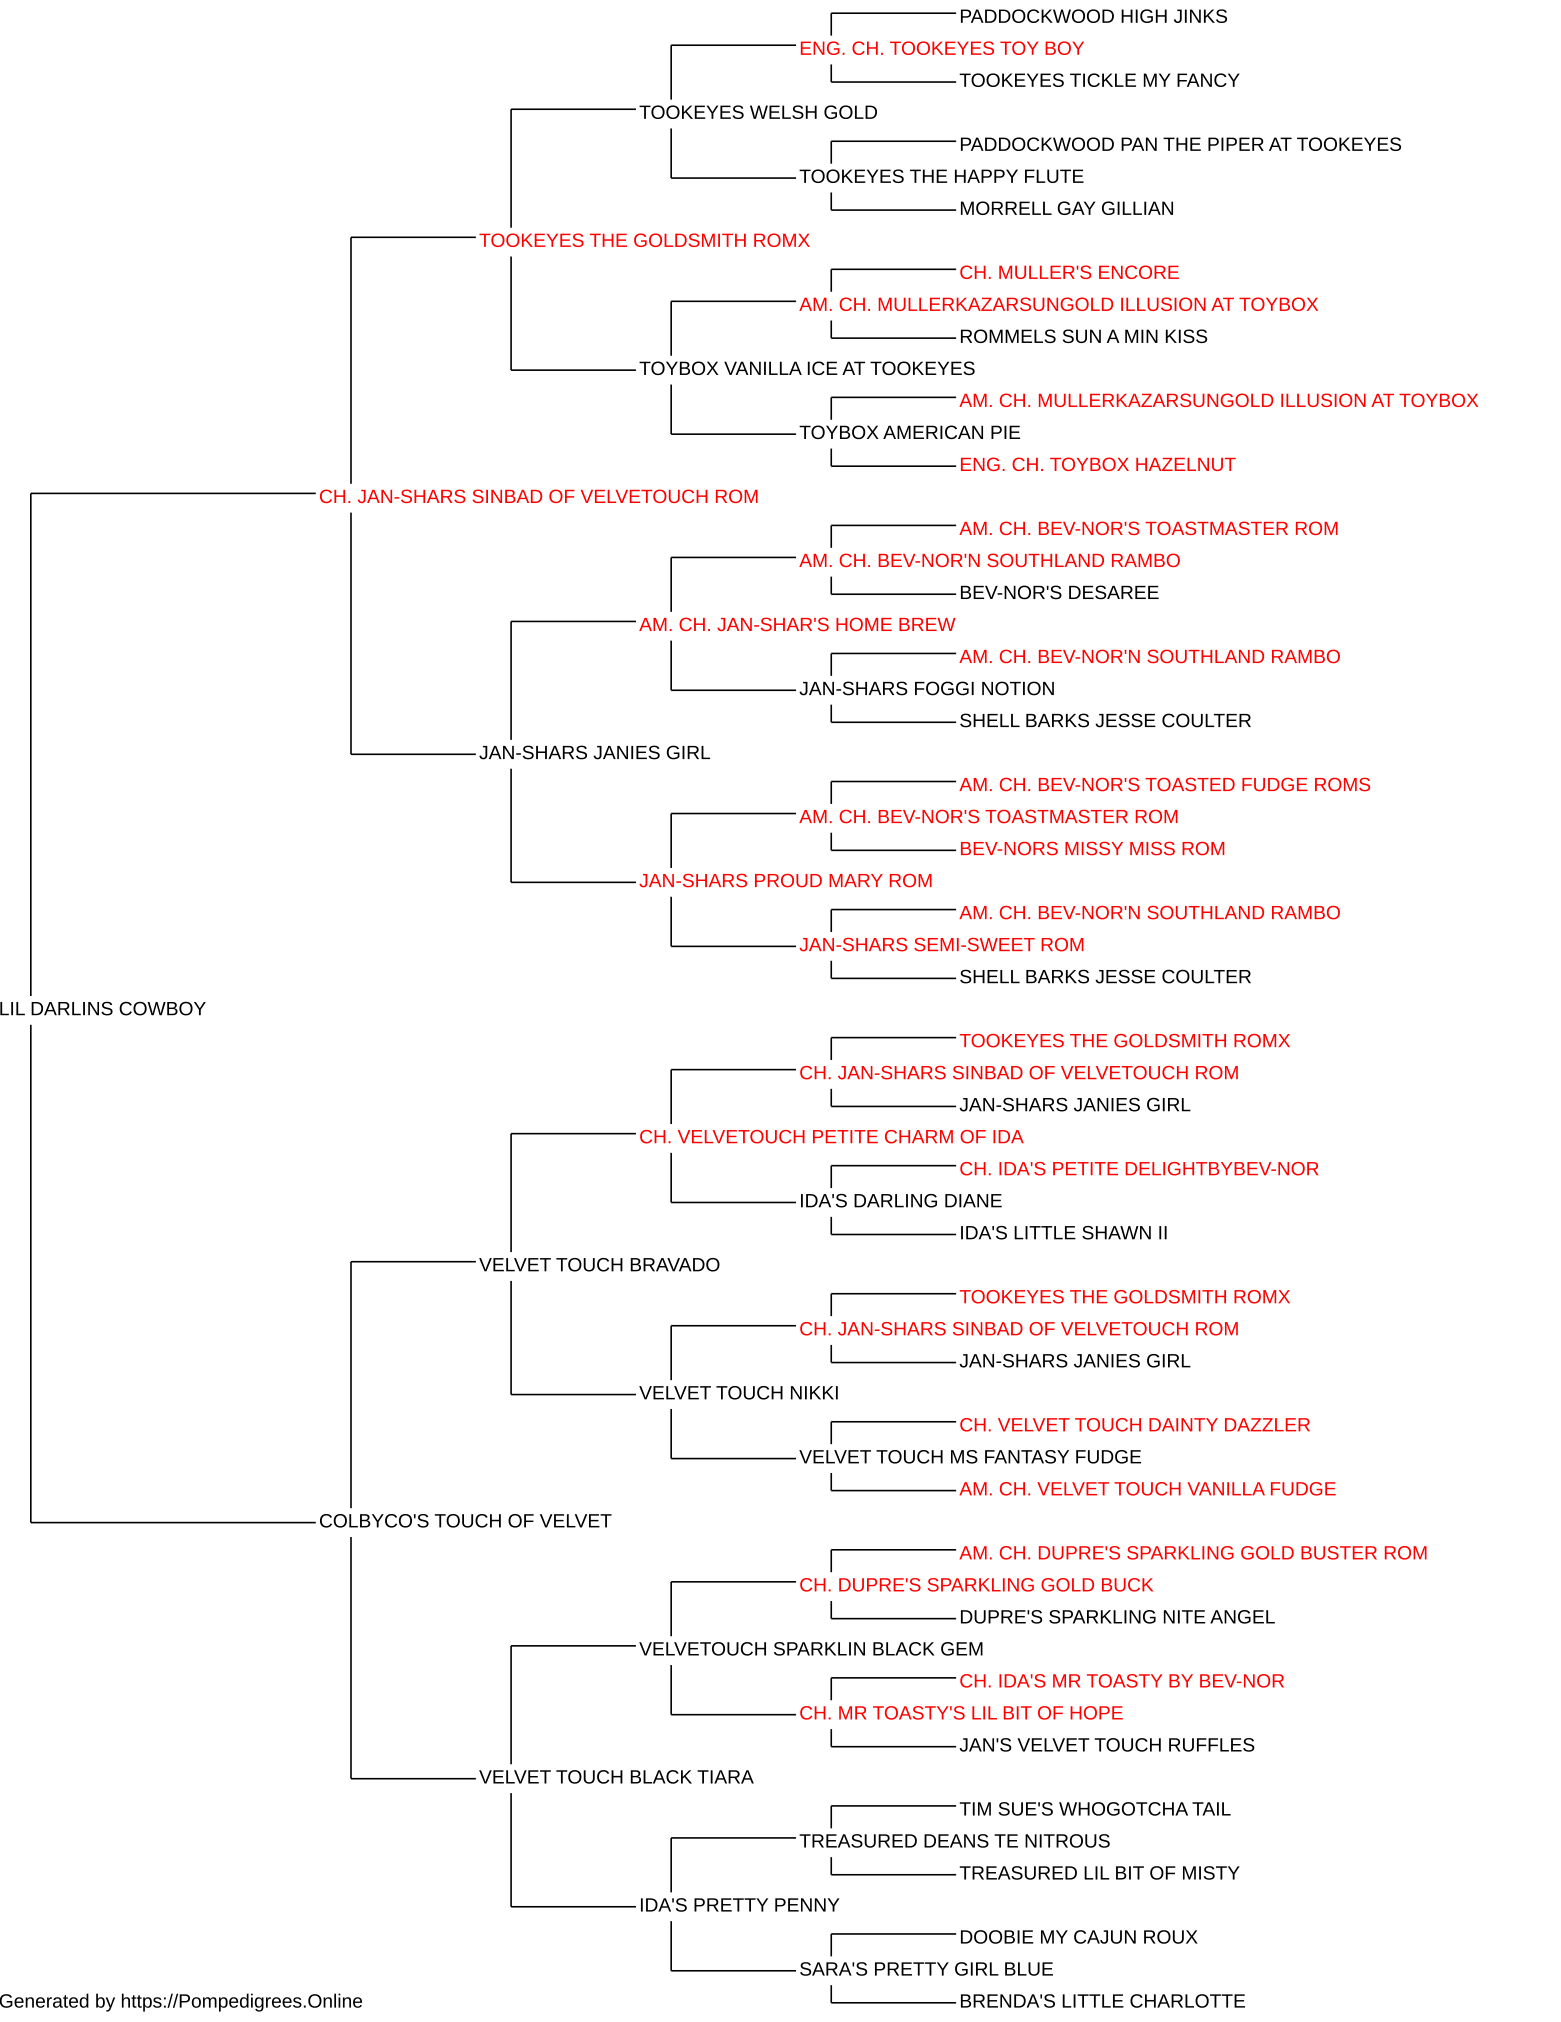 PADDOCKWOOD HIGH JINKS
ENG. CH. TOOKEYES TOY BOY
TOOKEYES TICKLE MY FANCY
TOOKEYES WELSH GOLD
PADDOCKWOOD PAN THE PIPER AT TOOKEYES
TOOKEYES THE HAPPY FLUTE
MORRELL GAY GILLIAN
TOOKEYES THE GOLDSMITH ROMX
CH. MULLER'S ENCORE
AM. CH. MULLERKAZARSUNGOLD ILLUSION AT TOYBOX
ROMMELS SUN A MIN KISS
TOYBOX VANILLA ICE AT TOOKEYES
AM. CH. MULLERKAZARSUNGOLD ILLUSION AT TOYBOX
TOYBOX AMERICAN PIE
ENG. CH. TOYBOX HAZELNUT
CH. JAN-SHARS SINBAD OF VELVETOUCH ROM
AM. CH. BEV-NOR'S TOASTMASTER ROM
AM. CH. BEV-NOR'N SOUTHLAND RAMBO
BEV-NOR'S DESAREE
AM. CH. JAN-SHAR'S HOME BREW
AM. CH. BEV-NOR'N SOUTHLAND RAMBO
JAN-SHARS FOGGI NOTION
SHELL BARKS JESSE COULTER
JAN-SHARS JANIES GIRL
AM. CH. BEV-NOR'S TOASTED FUDGE ROMS
AM. CH. BEV-NOR'S TOASTMASTER ROM
BEV-NORS MISSY MISS ROM
JAN-SHARS PROUD MARY ROM
AM. CH. BEV-NOR'N SOUTHLAND RAMBO
JAN-SHARS SEMI-SWEET ROM
SHELL BARKS JESSE COULTER
LIL DARLINS COWBOY
TOOKEYES THE GOLDSMITH ROMX
CH. JAN-SHARS SINBAD OF VELVETOUCH ROM
JAN-SHARS JANIES GIRL
CH. VELVETOUCH PETITE CHARM OF IDA
CH. IDA'S PETITE DELIGHTBYBEV-NOR
IDA'S DARLING DIANE
IDA'S LITTLE SHAWN II
VELVET TOUCH BRAVADO
TOOKEYES THE GOLDSMITH ROMX
CH. JAN-SHARS SINBAD OF VELVETOUCH ROM
JAN-SHARS JANIES GIRL
VELVET TOUCH NIKKI
CH. VELVET TOUCH DAINTY DAZZLER
VELVET TOUCH MS FANTASY FUDGE
AM. CH. VELVET TOUCH VANILLA FUDGE
COLBYCO'S TOUCH OF VELVET
AM. CH. DUPRE'S SPARKLING GOLD BUSTER ROM
CH. DUPRE'S SPARKLING GOLD BUCK
DUPRE'S SPARKLING NITE ANGEL
VELVETOUCH SPARKLIN BLACK GEM
CH. IDA'S MR TOASTY BY BEV-NOR
CH. MR TOASTY'S LIL BIT OF HOPE
JAN'S VELVET TOUCH RUFFLES
VELVET TOUCH BLACK TIARA
TIM SUE'S WHOGOTCHA TAIL
TREASURED DEANS TE NITROUS
TREASURED LIL BIT OF MISTY
IDA'S PRETTY PENNY
DOOBIE MY CAJUN ROUX
SARA'S PRETTY GIRL BLUE
BRENDA'S LITTLE CHARLOTTE
Generated by https://Pompedigrees.Online